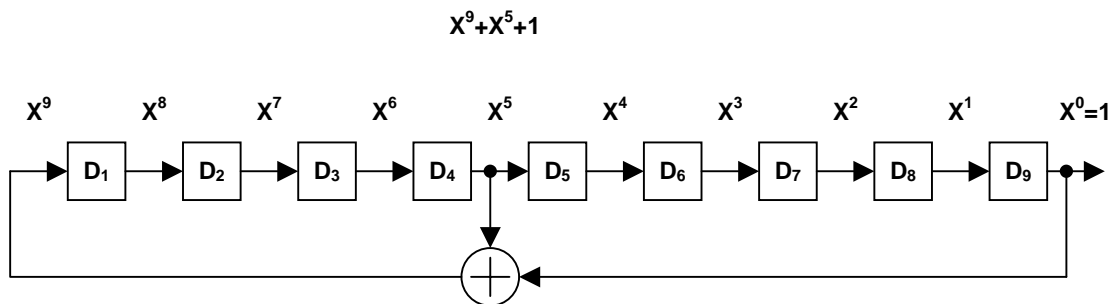 X⁹+X⁵+1
X⁹ X⁸ X⁷ X⁶ X⁵ X⁴ X³ X² X¹ X⁰=1
D₁ D₂ D₃ D₄ D₅ D₆ D₇ D₈ D₉